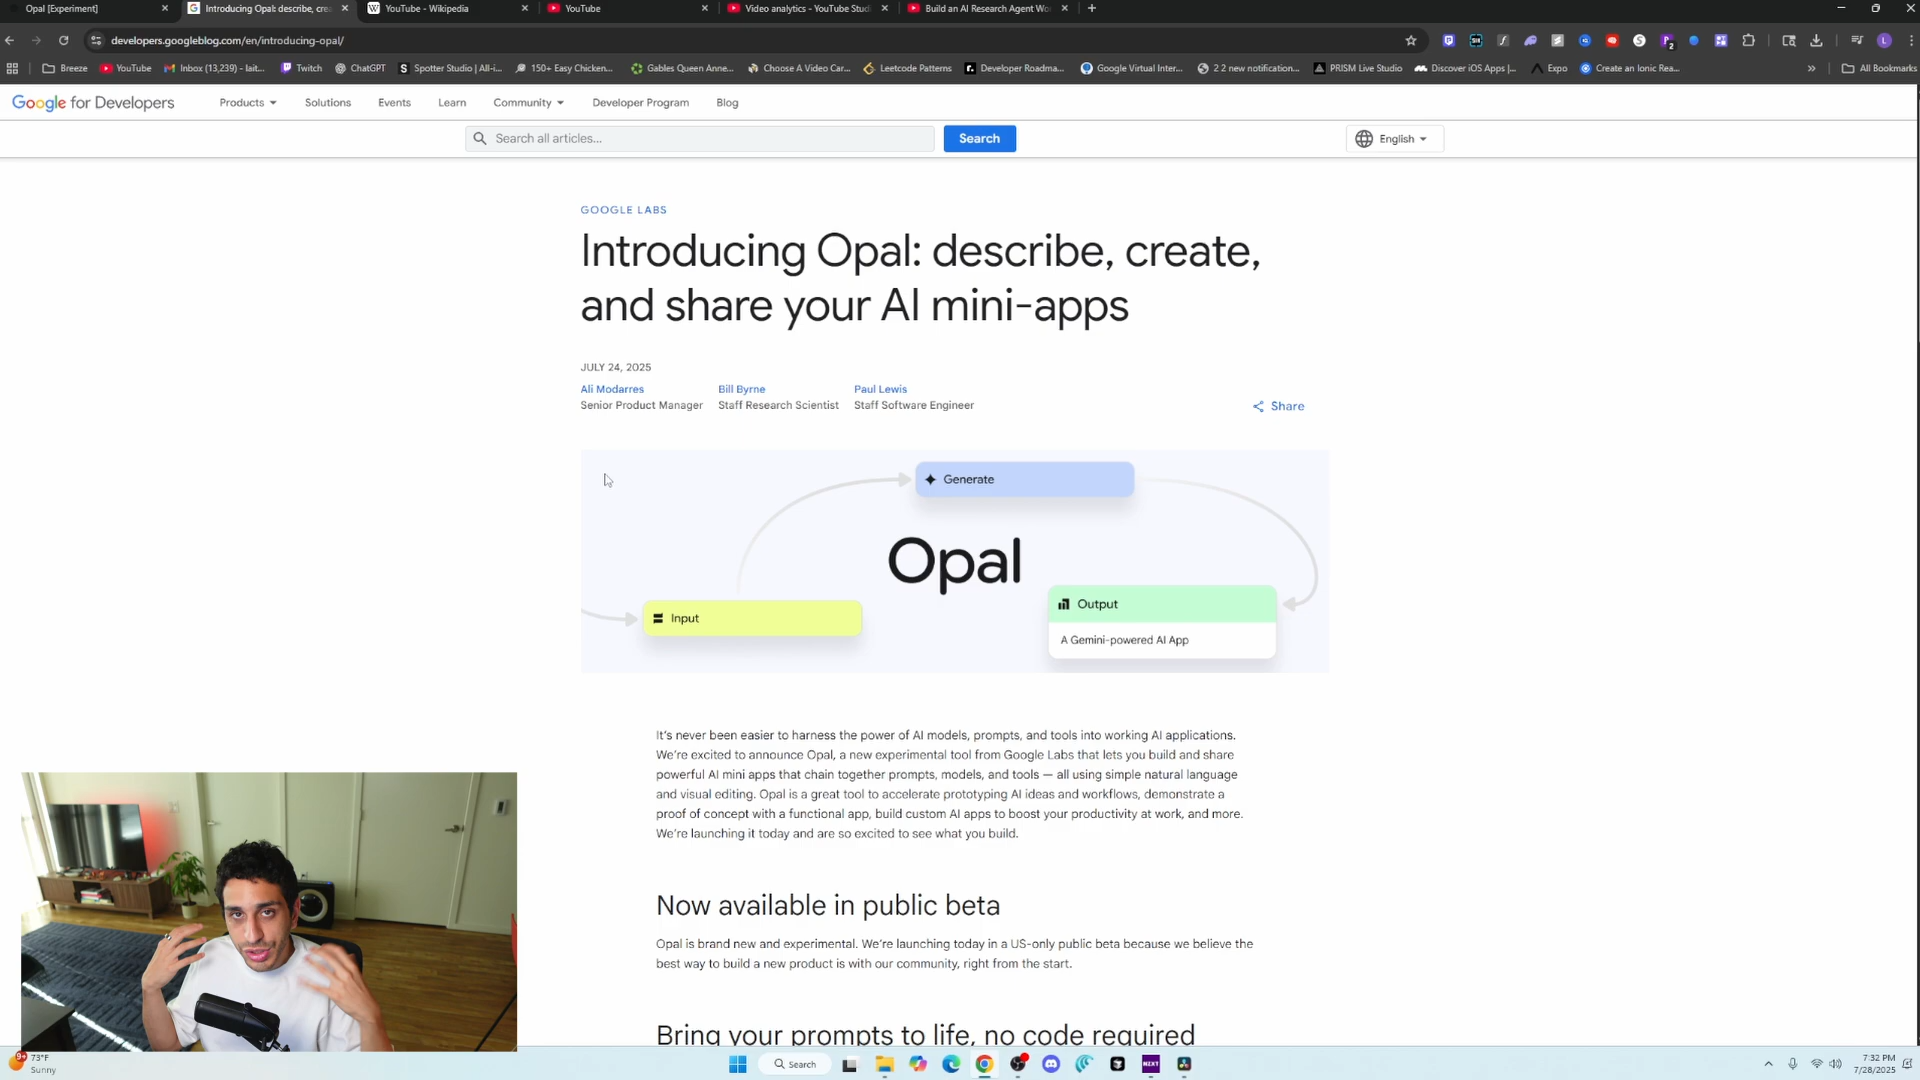 Opal [Experiment]
Introducing Opal: describe, crea
YouTube - Wikipedia
YouTube
Video analytics - YouTube Studi
Build an AI Research Agent Wo
developers.googleblog.com/en/introducing-opal/
Breeze
YouTube
Inbox (13,239) - lait...
Twitch
ChatGPT
Spotter Studio | All-i...
150+ Easy Chicken...
Gables Queen Anne...
Choose A Video Car...
Leetcode Patterns
Developer Roadma...
Google Virtual Inter...
2 2 new notification...
PRISM Live Studio
Discover iOS Apps |...
Expo
Create an Ionic Rea...
All Bookmarks
Google for Developers
Products
Solutions
Events
Learn
Community
Developer Program
Blog
Search all articles...
Search
English
GOOGLE LABS
Introducing Opal: describe, create,
and share your AI mini-apps
JULY 24, 2025
Ali Modarres
Senior Product Manager
Bill Byrne
Staff Research Scientist
Paul Lewis
Staff Software Engineer
Share
Generate
Opal
Input
Output
A Gemini-powered AI App
It's never been easier to harness the power of AI models, prompts, and tools into working AI applications.
We're excited to announce Opal, a new experimental tool from Google Labs that lets you build and share
powerful AI mini apps that chain together prompts, models, and tools — all using simple natural language
and visual editing. Opal is a great tool to accelerate prototyping AI ideas and workflows, demonstrate a
proof of concept with a functional app, build custom AI apps to boost your productivity at work, and more.
We're launching it today and are so excited to see what you build.
Now available in public beta
Opal is brand new and experimental. We're launching today in a US-only public beta because we believe the
best way to build a new product is with our community, right from the start.
Bring your prompts to life, no code required
9+
73°F
Sunny
Search
NZXT
7:32 PM
7/28/2025